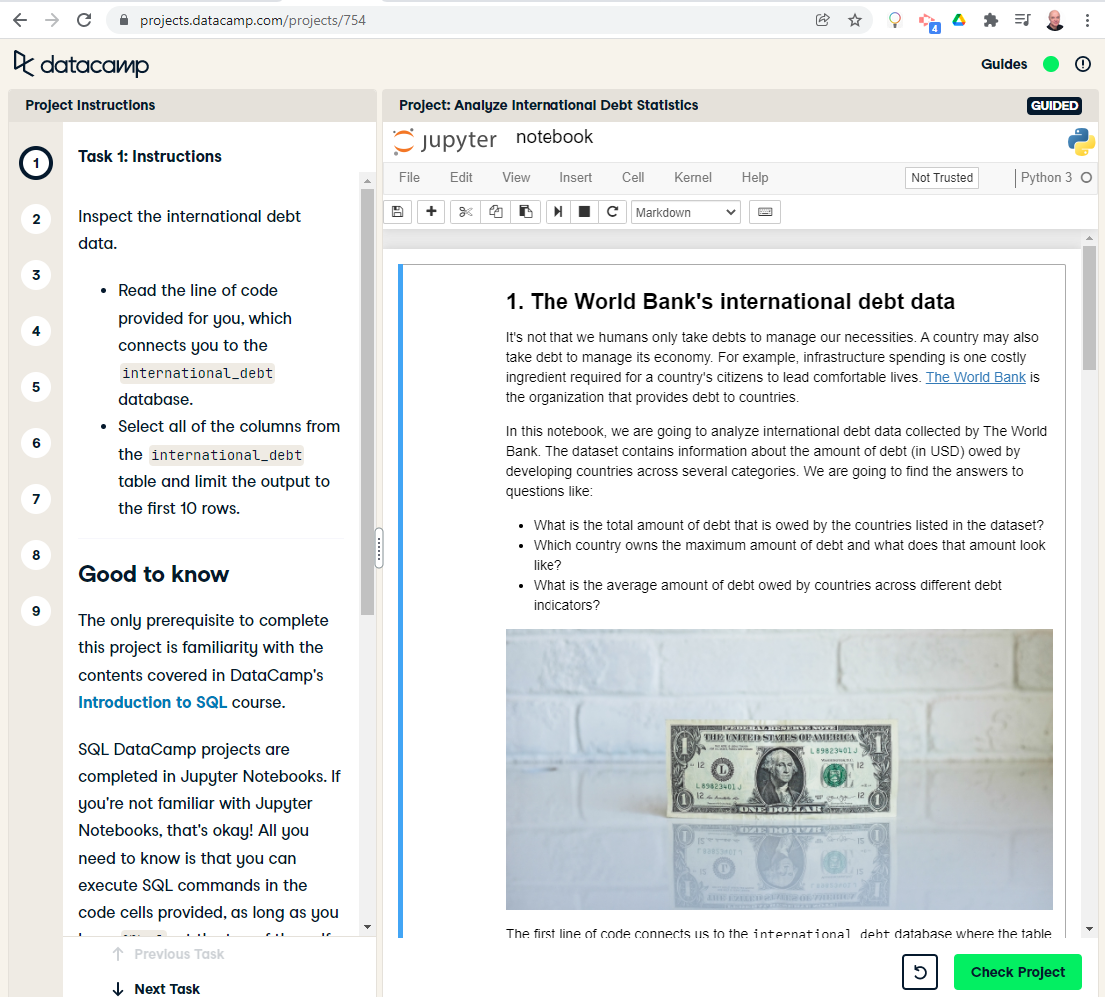 projects.datacamp.com/projects/754
4
datacamp
Guides
Project Instructions
Project: Analyze International Debt Statistics
GUIDED
1
2
3
4
5
6
7
8
9
Task 1: Instructions
Inspect the international debt
data.
• Read the line of code
provided for you, which
connects you to the
international_debt
database.
• Select all of the columns from
the international_debt
table and limit the output to
the first 10 rows.
Good to know
The only prerequisite to complete
this project is familiarity with the
contents covered in DataCamp's
Introduction to SQL course.
SQL DataCamp projects are
completed in Jupyter Notebooks. If
you're not familiar with Jupyter
Notebooks, that's okay! All you
need to know is that you can
execute SQL commands in the
code cells provided, as long as you
Previous Task
Next Task
jupyter notebook
File Edit View Insert Cell Kernel Help
Not Trusted
Python 3
Markdown
1. The World Bank's international debt data
It's not that we humans only take debts to manage our necessities. A country may also
take debt to manage its economy. For example, infrastructure spending is one costly
ingredient required for a country's citizens to lead comfortable lives. The World Bank is
the organization that provides debt to countries.
In this notebook, we are going to analyze international debt data collected by The World
Bank. The dataset contains information about the amount of debt (in USD) owed by
developing countries across several categories. We are going to find the answers to
questions like:
• What is the total amount of debt that is owed by the countries listed in the dataset?
• Which country owns the maximum amount of debt and what does that amount look
like?
• What is the average amount of debt owed by countries across different debt
indicators?
FEDERAL RESERVE NOTE
THE UNITED STATES OF AMERICA
L 89823401 J
12
L
12
L 89823401 J
12
12
ONE DOLLAR
The first line of code connects us to the international_debt database where the table
Check Project